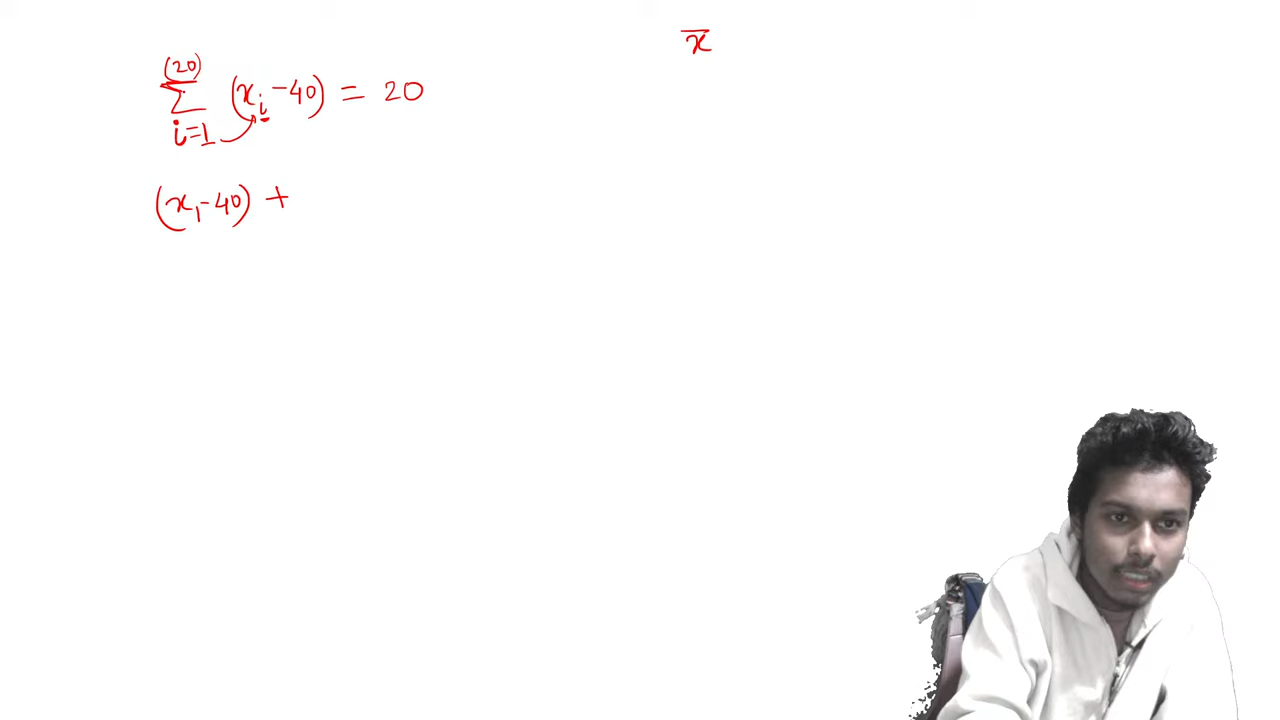 x̄
(20)
∑ (xᵢ - 40) = 20
i=1
(x₁ - 40) +